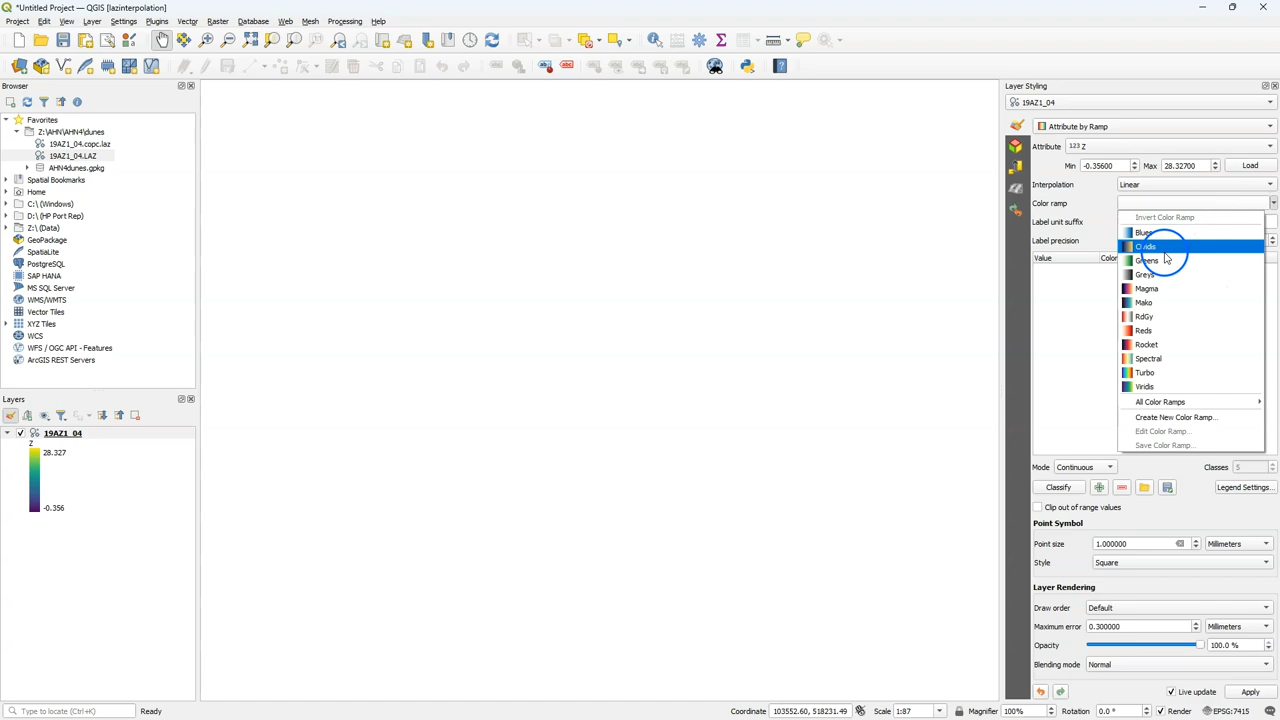 *Untitled Project — QGIS [lazinterpolation]
Project Edit View Layer Settings Plugins Vector Raster Database Web Mesh Processing Help
Browser
Favorites
Z:\AHN\AHN4\dunes
19AZ1_04.copc.laz
19AZ1_04.LAZ
AHN4dunes.gpkg
Spatial Bookmarks
Home
C:\ (Windows)
D:\ (HP Port Rep)
Z:\ (Data)
GeoPackage
SpatiaLite
PostgreSQL
SAP HANA
MS SQL Server
WMS/WMTS
Vector Tiles
XYZ Tiles
WCS
WFS / OGC API - Features
ArcGIS REST Servers
Layers
19AZ1_04
Z
28.327
-0.356
Layer Styling
19AZ1_04
Attribute by Ramp
Attribute 123 Z
Min -0.35600 Max 28.32700 Load
Interpolation Linear
Color ramp
Label unit suffix
Label precision
Value Color
Invert Color Ramp
Blues
Cividis
Greens
Greys
Magma
Mako
RdGy
Reds
Rocket
Spectral
Turbo
Viridis
All Color Ramps
Create New Color Ramp...
Edit Color Ramp...
Save Color Ramp...
Mode Continuous Classes 5
Classify Legend Settings...
Clip out of range values
Point Symbol
Point size 1.000000 Millimeters
Style Square
Layer Rendering
Draw order Default
Maximum error 0.300000 Millimeters
Opacity 100.0 %
Blending mode Normal
Live update Apply
Type to locate (Ctrl+K) Ready Coordinate 103552.60, 518231.49 Scale 1:87 Magnifier 100% Rotation 0.0 ° Render EPSG:7415